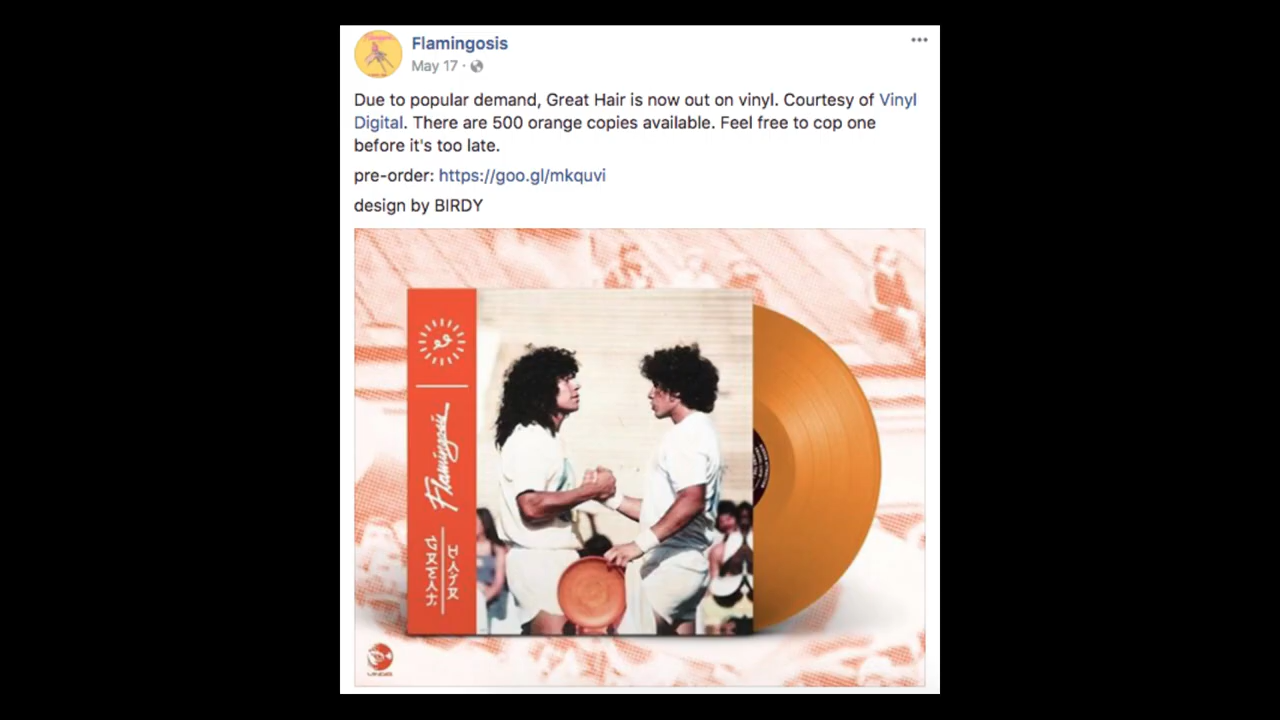 Flamingosis
May 17 ·
Due to popular demand, Great Hair is now out on vinyl. Courtesy of Vinyl
Digital. There are 500 orange copies available. Feel free to cop one
before it's too late.
pre-order: https://goo.gl/mkquvi
design by BIRDY
Flamingosis
GREAT
HAIR